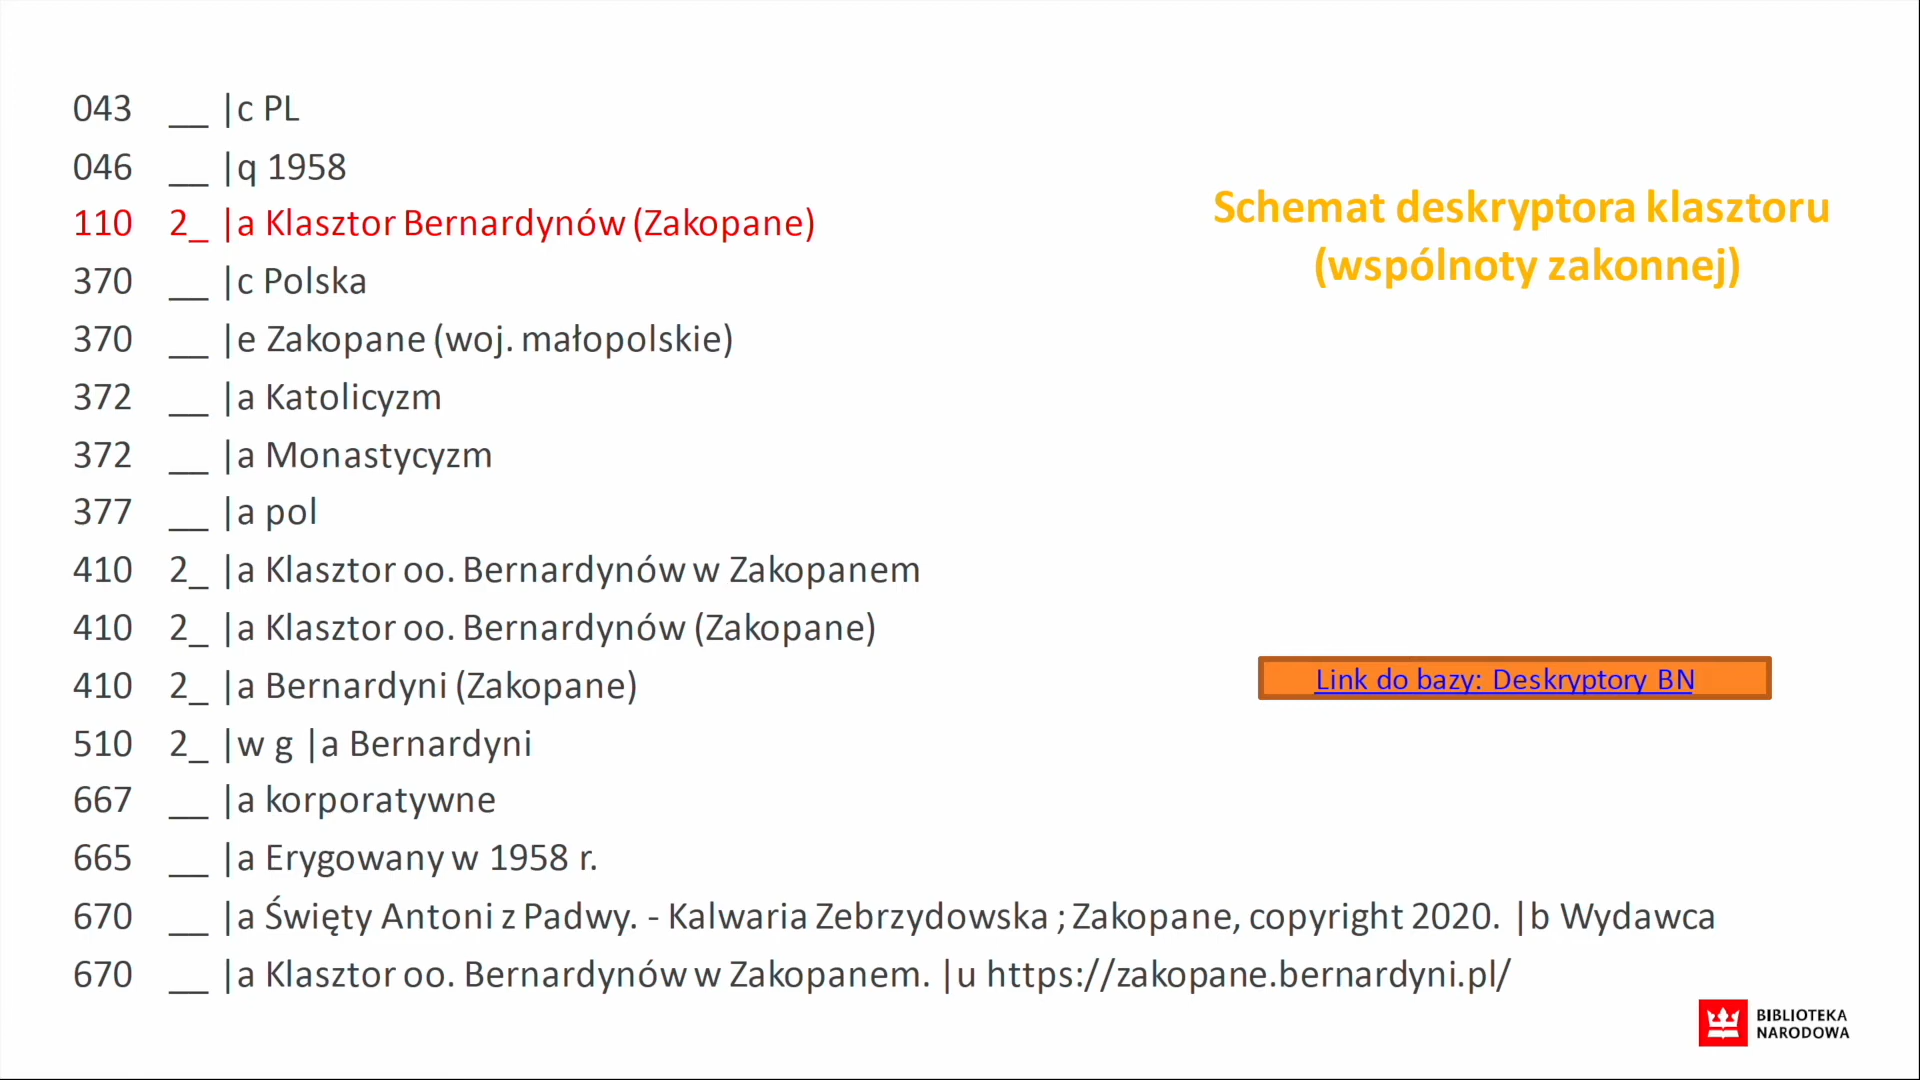 043 __ |c PL
046 __ |q 1958
110 2_ |a Klasztor Bernardynów (Zakopane)
370 __ |c Polska
370 __ |e Zakopane (woj. małopolskie)
372 __ |a Katolicyzm
372 __ |a Monastycyzm
377 __ |a pol
410 2_ |a Klasztor oo. Bernardynów w Zakopanem
410 2_ |a Klasztor oo. Bernardynów (Zakopane)
410 2_ |a Bernardyni (Zakopane)
510 2_ |w g |a Bernardyni
667 __ |a korporatywne
665 __ |a Erygowany w 1958 r.
670 __ |a Święty Antoni z Padwy. - Kalwaria Zebrzydowska ; Zakopane, copyright 2020. |b Wydawca
670 __ |a Klasztor oo. Bernardynów w Zakopanem. |u https://zakopane.bernardyni.pl/
Schemat deskryptora klasztoru
(wspólnoty zakonnej)
Link do bazy: Deskryptory BN
BIBLIOTEKA
NARODOWA